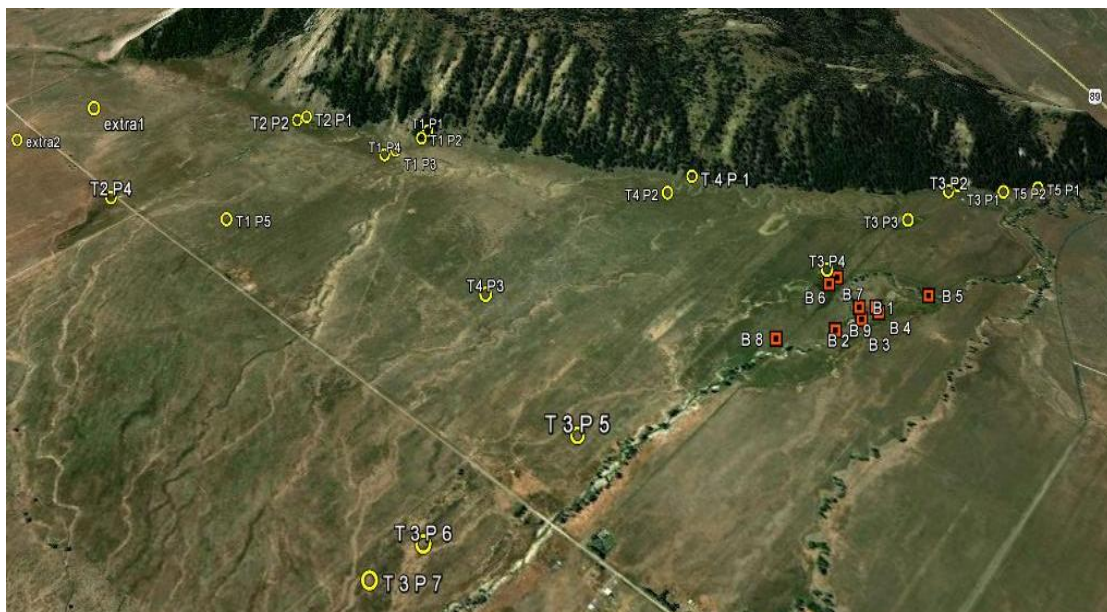 89
extra1
T2 P2
T2 P1
T1 P1
T1 P2
extra2
T1 P4
T1 P3
T2 P4
T 4 P 1
T4 P2
T3 P2
T3 P1
T5 P2
T5 P1
T1 P5
T3 P3
T3 P4
T4 P3
B 6
B 7
B 1
B 5
B 8
B 2
B 9
B 4
B 3
T 3 P 5
T 3 P 6
T 3 P 7